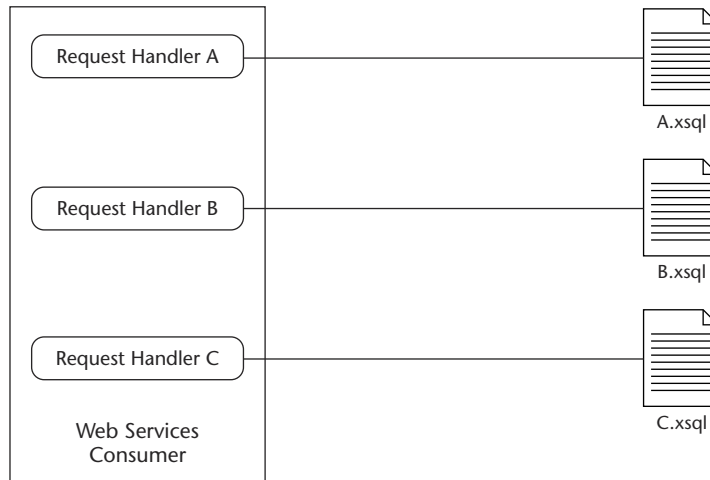 Request Handler A
A.xsql
Request Handler B
B.xsql
Request Handler C
C.xsql
Web Services
Consumer